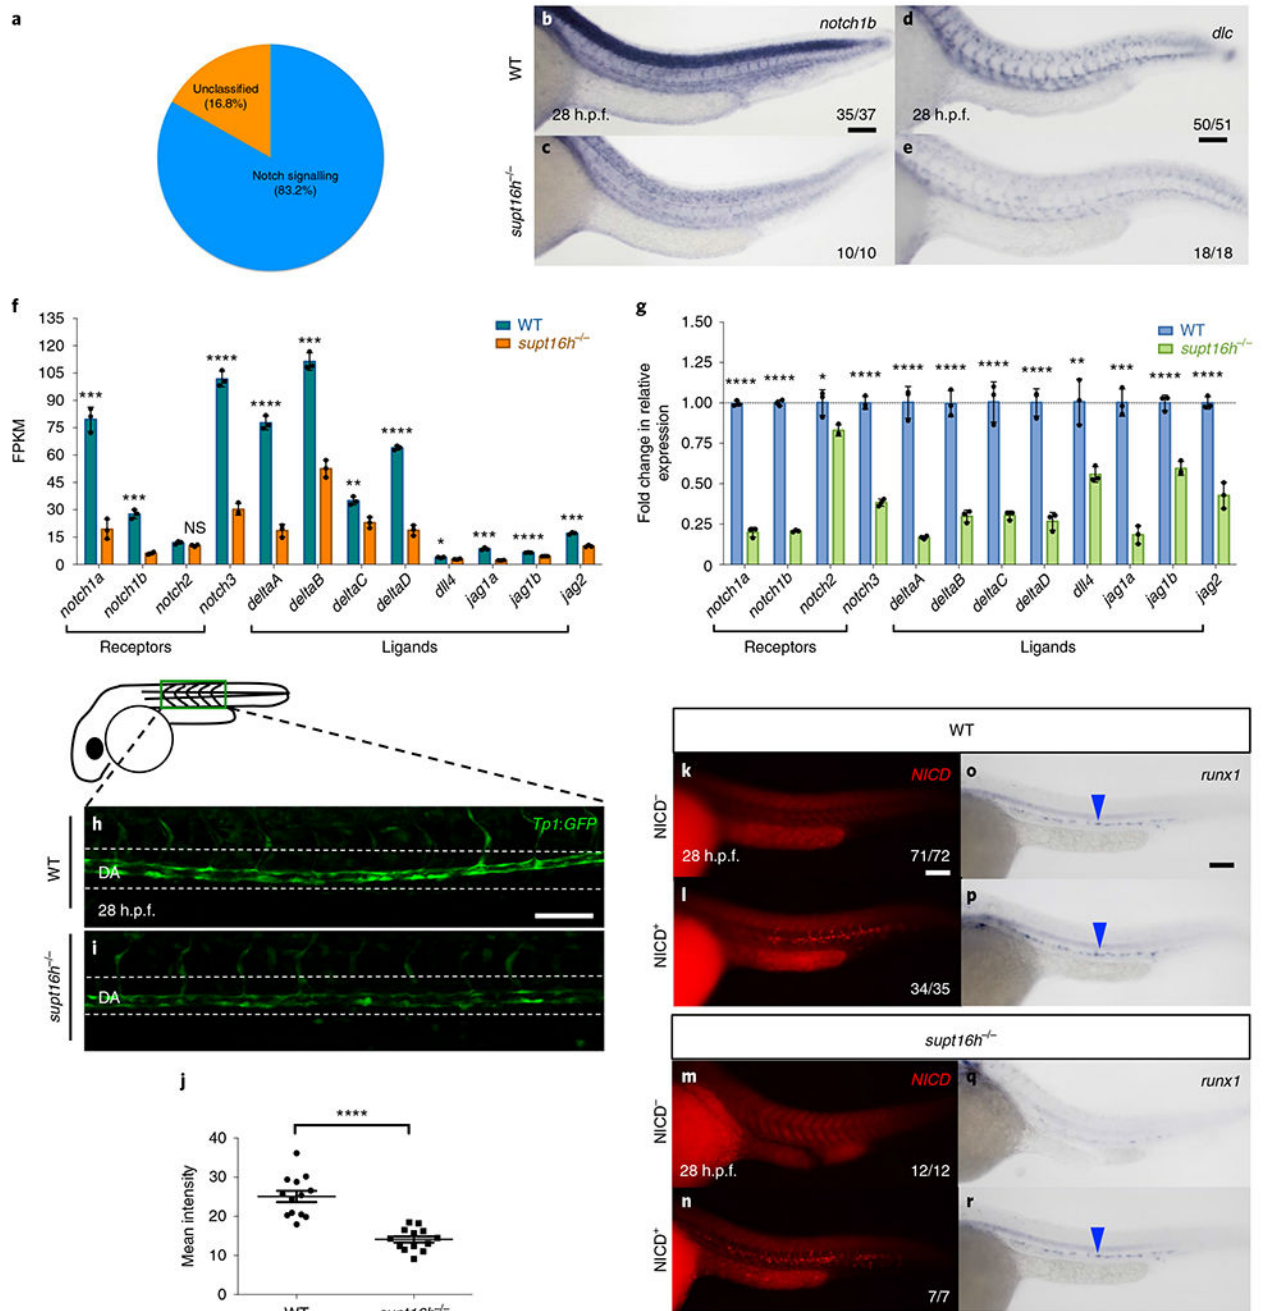 a
Unclassified
(16.8%)
Notch signalling
(83.2%)
b
notch1b
WT
28 h.p.f.
35/37
d
dlc
28 h.p.f.
50/51
c
supt16h–/–
10/10
e
18/18
f
135
120
105
90
75
60
45
30
15
0
FPKM
WT
supt16h–/–
***
***
NS
****
****
***
**
****
*
***
****
***
notch1a
notch1b
notch2
notch3
deltaA
deltaB
deltaC
deltaD
dll4
jag1a
jag1b
jag2
Receptors
Ligands
g
1.50
1.25
1.00
0.75
0.50
0.25
0
Fold change in relative
expression
WT
supt16h–/–
****
****
*
****
****
****
****
****
**
***
****
****
notch1a
notch1b
notch2
notch3
deltaA
deltaB
deltaC
deltaD
dll4
jag1a
jag1b
jag2
Receptors
Ligands
h
Tp1:GFP
WT
DA
28 h.p.f.
i
supt16h–/–
DA
j
****
40
30
20
10
0
Mean intensity
WT
supt16h–/–
WT
k
NICD
NICD–
28 h.p.f.
71/72
o
runx1
l
NICD+
34/35
p
supt16h–/–
m
NICD
NICD–
28 h.p.f.
12/12
q
runx1
n
NICD+
7/7
r